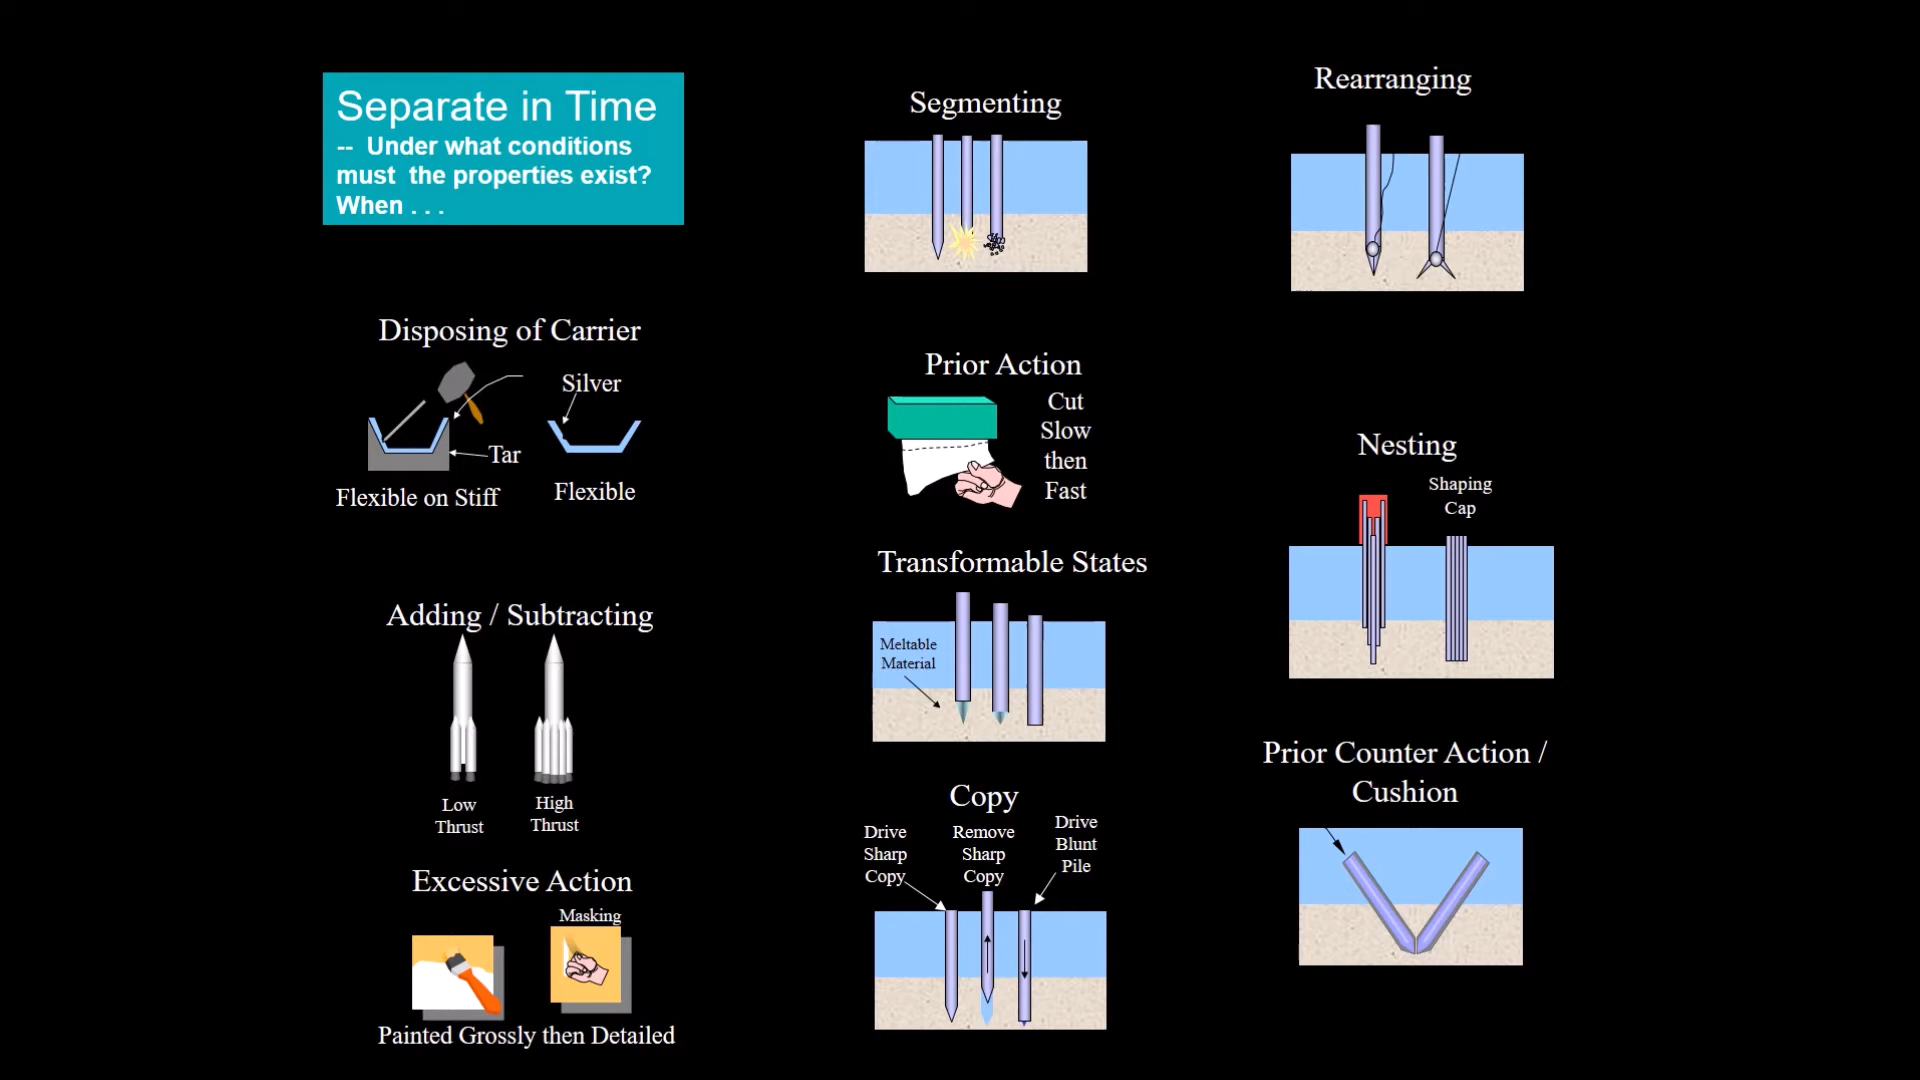 Separate in Time
-- Under what conditions
must the properties exist?
When . . .
Disposing of Carrier
Silver
Tar
Flexible on Stiff
Flexible
Adding / Subtracting
Low
Thrust
High
Thrust
Excessive Action
Masking
Painted Grossly then Detailed
Segmenting
Prior Action
Cut
Slow
then
Fast
Transformable States
Meltable
Material
Copy
Drive
Sharp
Copy
Remove
Sharp
Copy
Drive
Blunt
Pile
Rearranging
Nesting
Shaping
Cap
Prior Counter Action /
Cushion